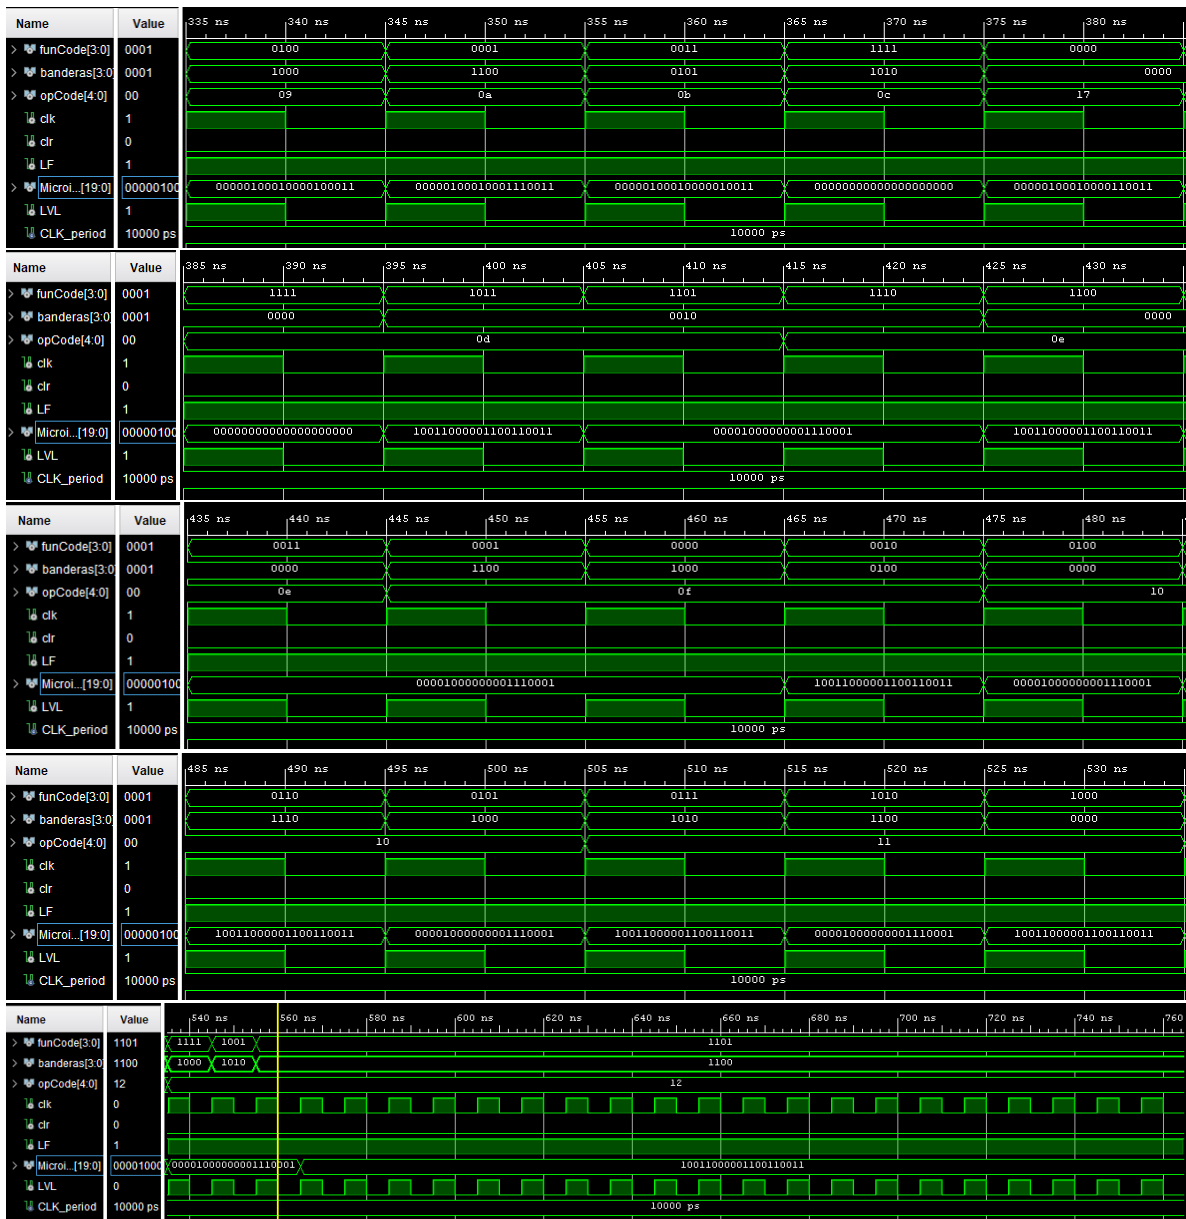 Name Value 335 ns 340 ns 345 ns 350 ns 355 ns 360 ns 365 ns 370 ns 375 ns 380 ns
funCode[3:0] 0001 0100 0001 0011 1111 0000
banderas[3:0 0001 1000 1100 0101 1010 0000
opCode[4:0] 00 09 0a 0b 0c 17
clk 1
clr 0
LF 1
Microi...[19:0] 00000100 00000100010000100011 00000100010001110011 00000100010000010011 00000000000000000000 00000100010000110011
LVL 1
CLK_period 10000 ps 10000 ps
Name Value 385 ns 390 ns 395 ns 400 ns 405 ns 410 ns 415 ns 420 ns 425 ns 430 ns
funCode[3:0] 0001 1111 1011 1101 1110 1100
banderas[3:0 0001 0000 0010 0000
opCode[4:0] 00 0d 0e
clk 1
clr 0
LF 1
Microi...[19:0] 00000100 00000000000000000000 10011000001100110011 00001000000001110001 10011000001100110011
LVL 1
CLK_period 10000 ps 10000 ps
Name Value 435 ns 440 ns 445 ns 450 ns 455 ns 460 ns 465 ns 470 ns 475 ns 480 ns
funCode[3:0] 0001 0011 0001 0000 0010 0100
banderas[3:0 0001 0000 1100 1000 0100 0000
opCode[4:0] 00 0e 0f 10
clk 1
clr 0
LF 1
Microi...[19:0] 00000100 00001000000001110001 10011000001100110011 00001000000001110001
LVL 1
CLK_period 10000 ps 10000 ps
Name Value 485 ns 490 ns 495 ns 500 ns 505 ns 510 ns 515 ns 520 ns 525 ns 530 ns
funCode[3:0] 0001 0110 0101 0111 1010 1000
banderas[3:0 0001 1110 1000 1010 1100 0000
opCode[4:0] 00 10 11
clk 1
clr 0
LF 1
Microi...[19:0] 00000100 10011000001100110011 00001000000001110001 10011000001100110011 00001000000001110001 10011000001100110011
LVL 1
CLK_period 10000 ps 10000 ps
Name Value 540 ns 560 ns 580 ns 600 ns 620 ns 640 ns 660 ns 680 ns 700 ns 720 ns 740 ns 760
funCode[3:0] 1101 1111 1001 1101
banderas[3:0 1100 1000 1010 1100
opCode[4:0] 12 12
clk 0
clr 0
LF 1
Microi...[19:0] 00001000 00001000000001110001 10011000001100110011
LVL 0
CLK_period 10000 ps 10000 ps